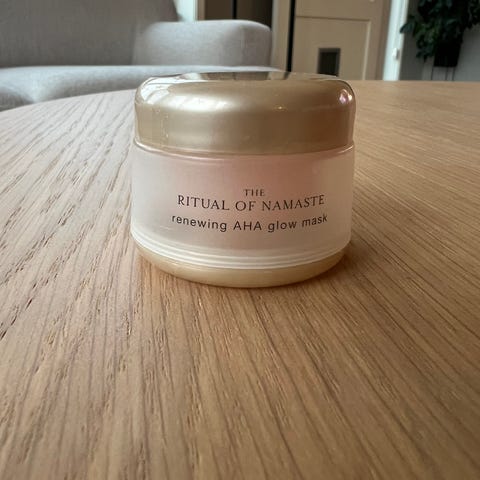 THE
RITUAL OF NAMASTE
renewing AHA glow mask